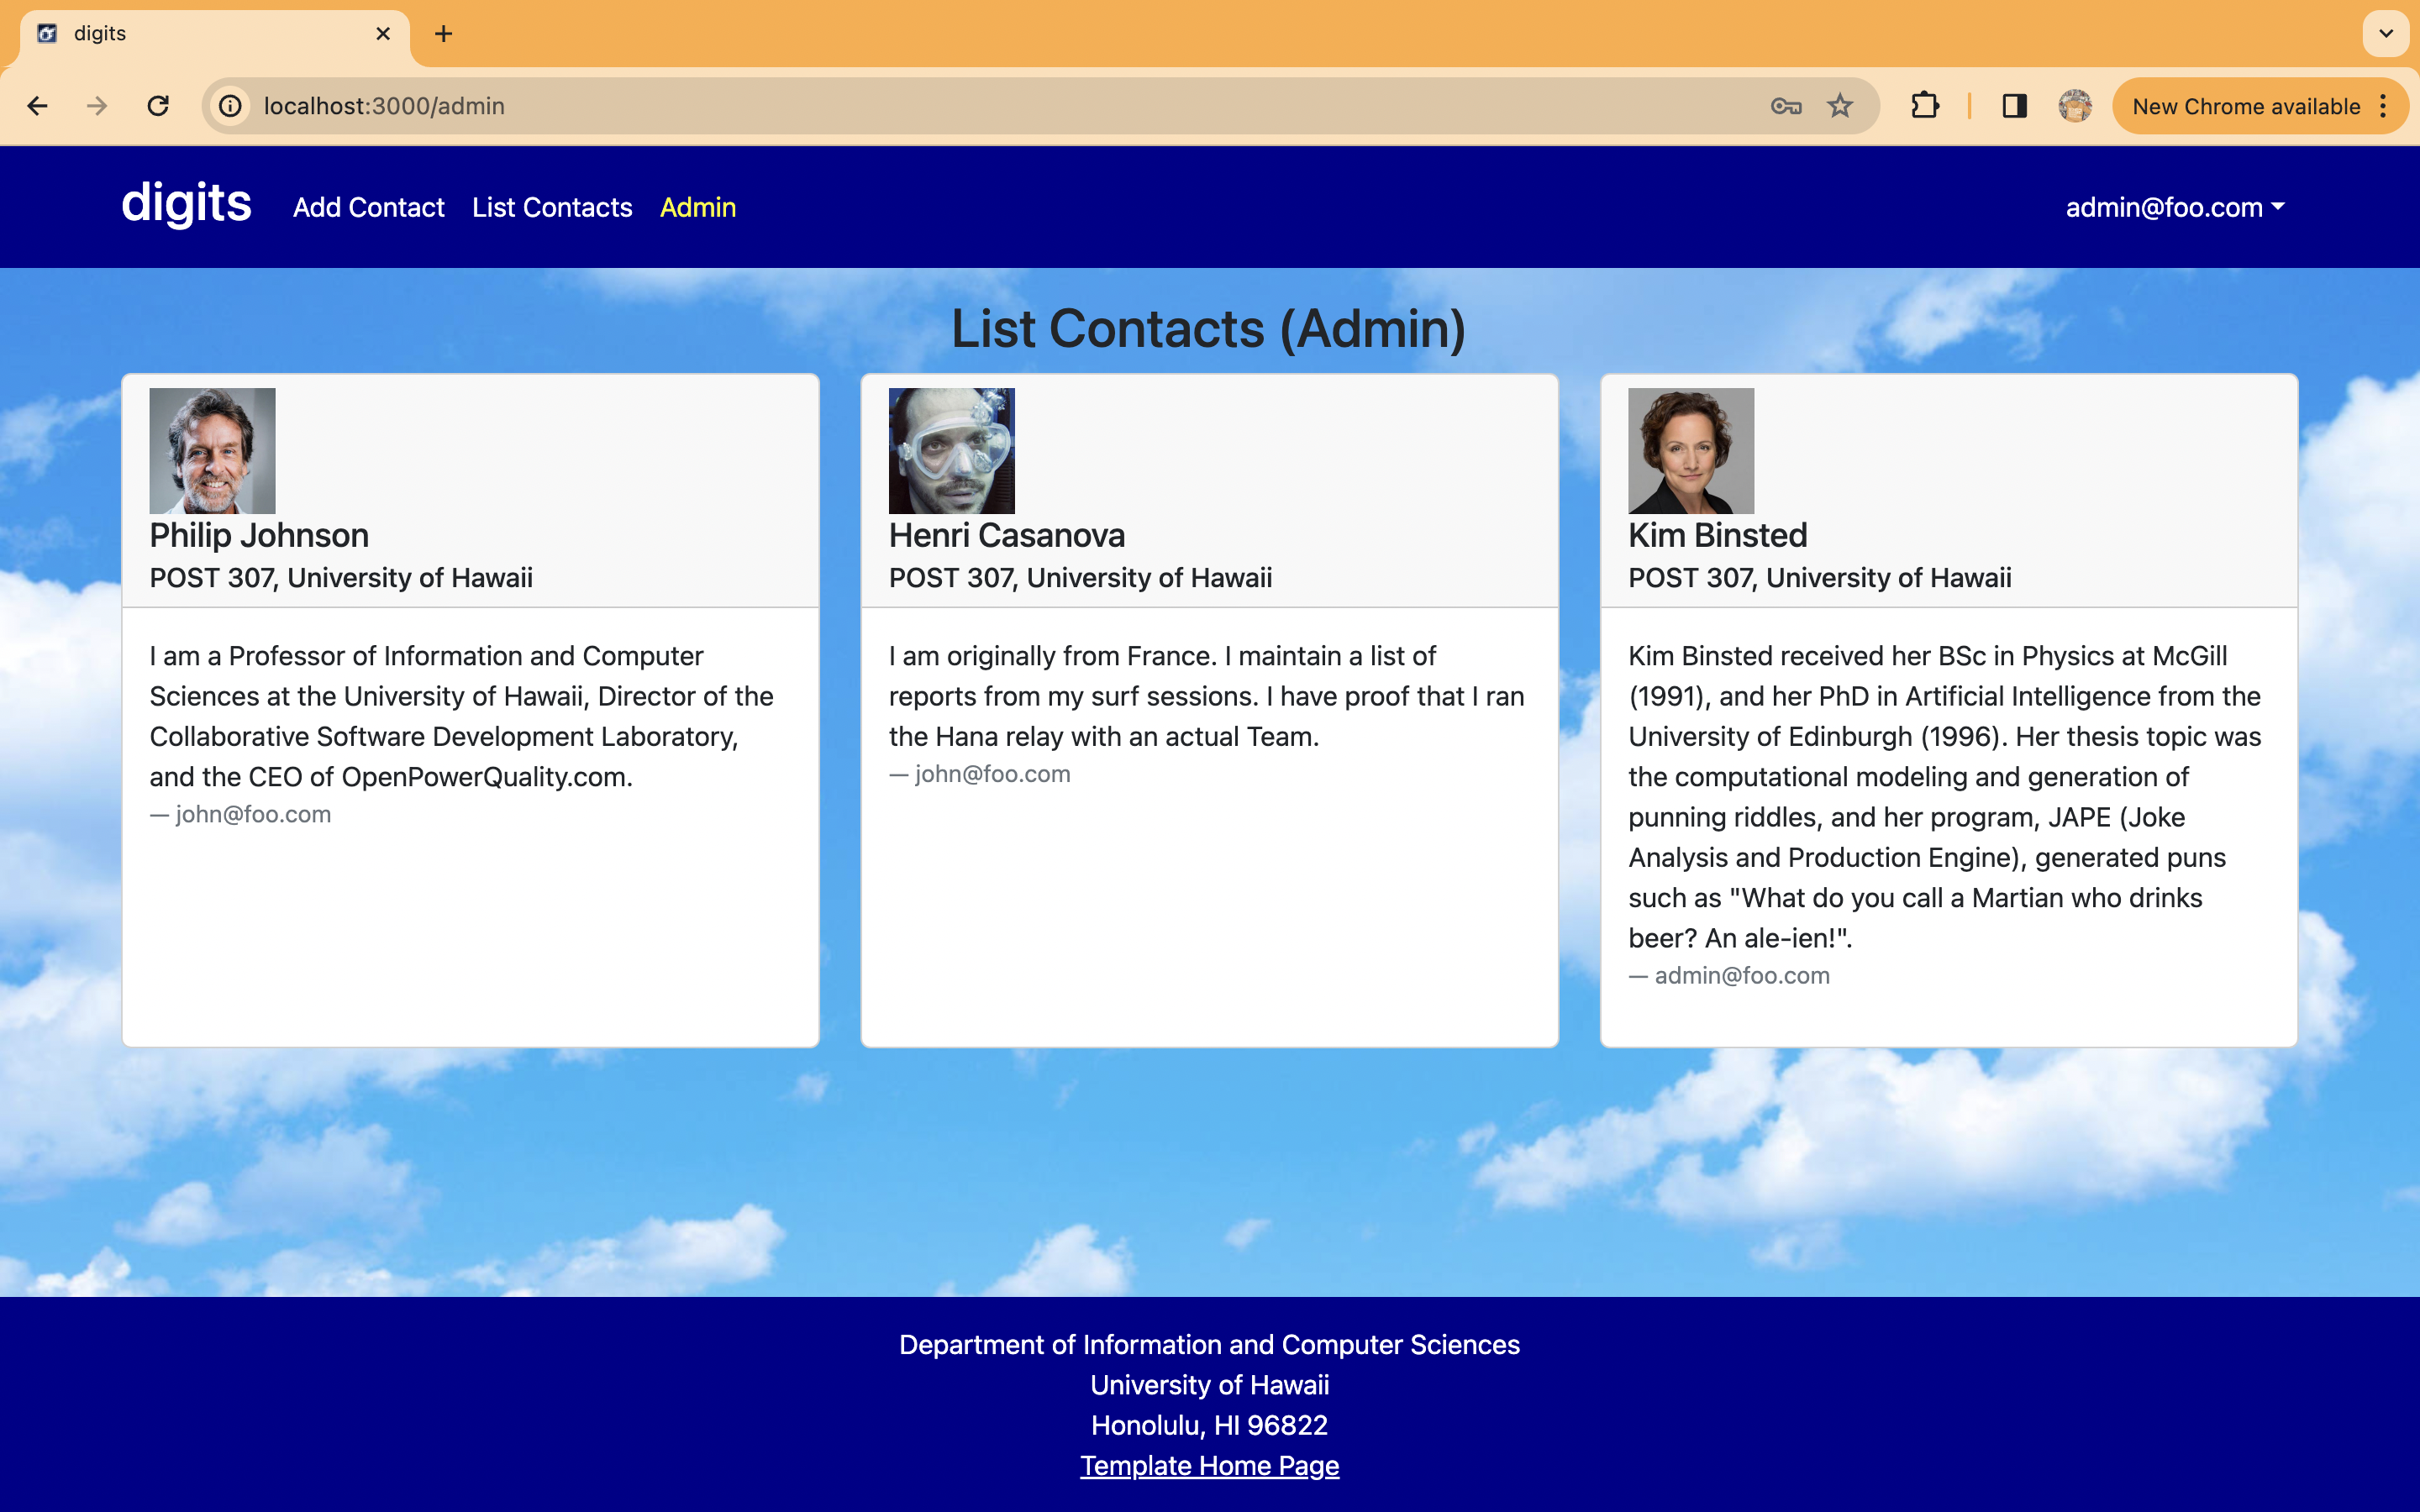 digits
localhost:3000/admin
New Chrome available
digits
Add Contact
List Contacts
Admin
admin@foo.com
List Contacts (Admin)
Philip Johnson
POST 307, University of Hawaii
I am a Professor of Information and Computer
Sciences at the University of Hawaii, Director of the
Collaborative Software Development Laboratory,
and the CEO of OpenPowerQuality.com.
— john@foo.com
Henri Casanova
POST 307, University of Hawaii
I am originally from France. I maintain a list of
reports from my surf sessions. I have proof that I ran
the Hana relay with an actual Team.
— john@foo.com
Kim Binsted
POST 307, University of Hawaii
Kim Binsted received her BSc in Physics at McGill
(1991), and her PhD in Artificial Intelligence from the
University of Edinburgh (1996). Her thesis topic was
the computational modeling and generation of
punning riddles, and her program, JAPE (Joke
Analysis and Production Engine), generated puns
such as "What do you call a Martian who drinks
beer? An ale-ien!".
— admin@foo.com
Department of Information and Computer Sciences
University of Hawaii
Honolulu, HI 96822
Template Home Page